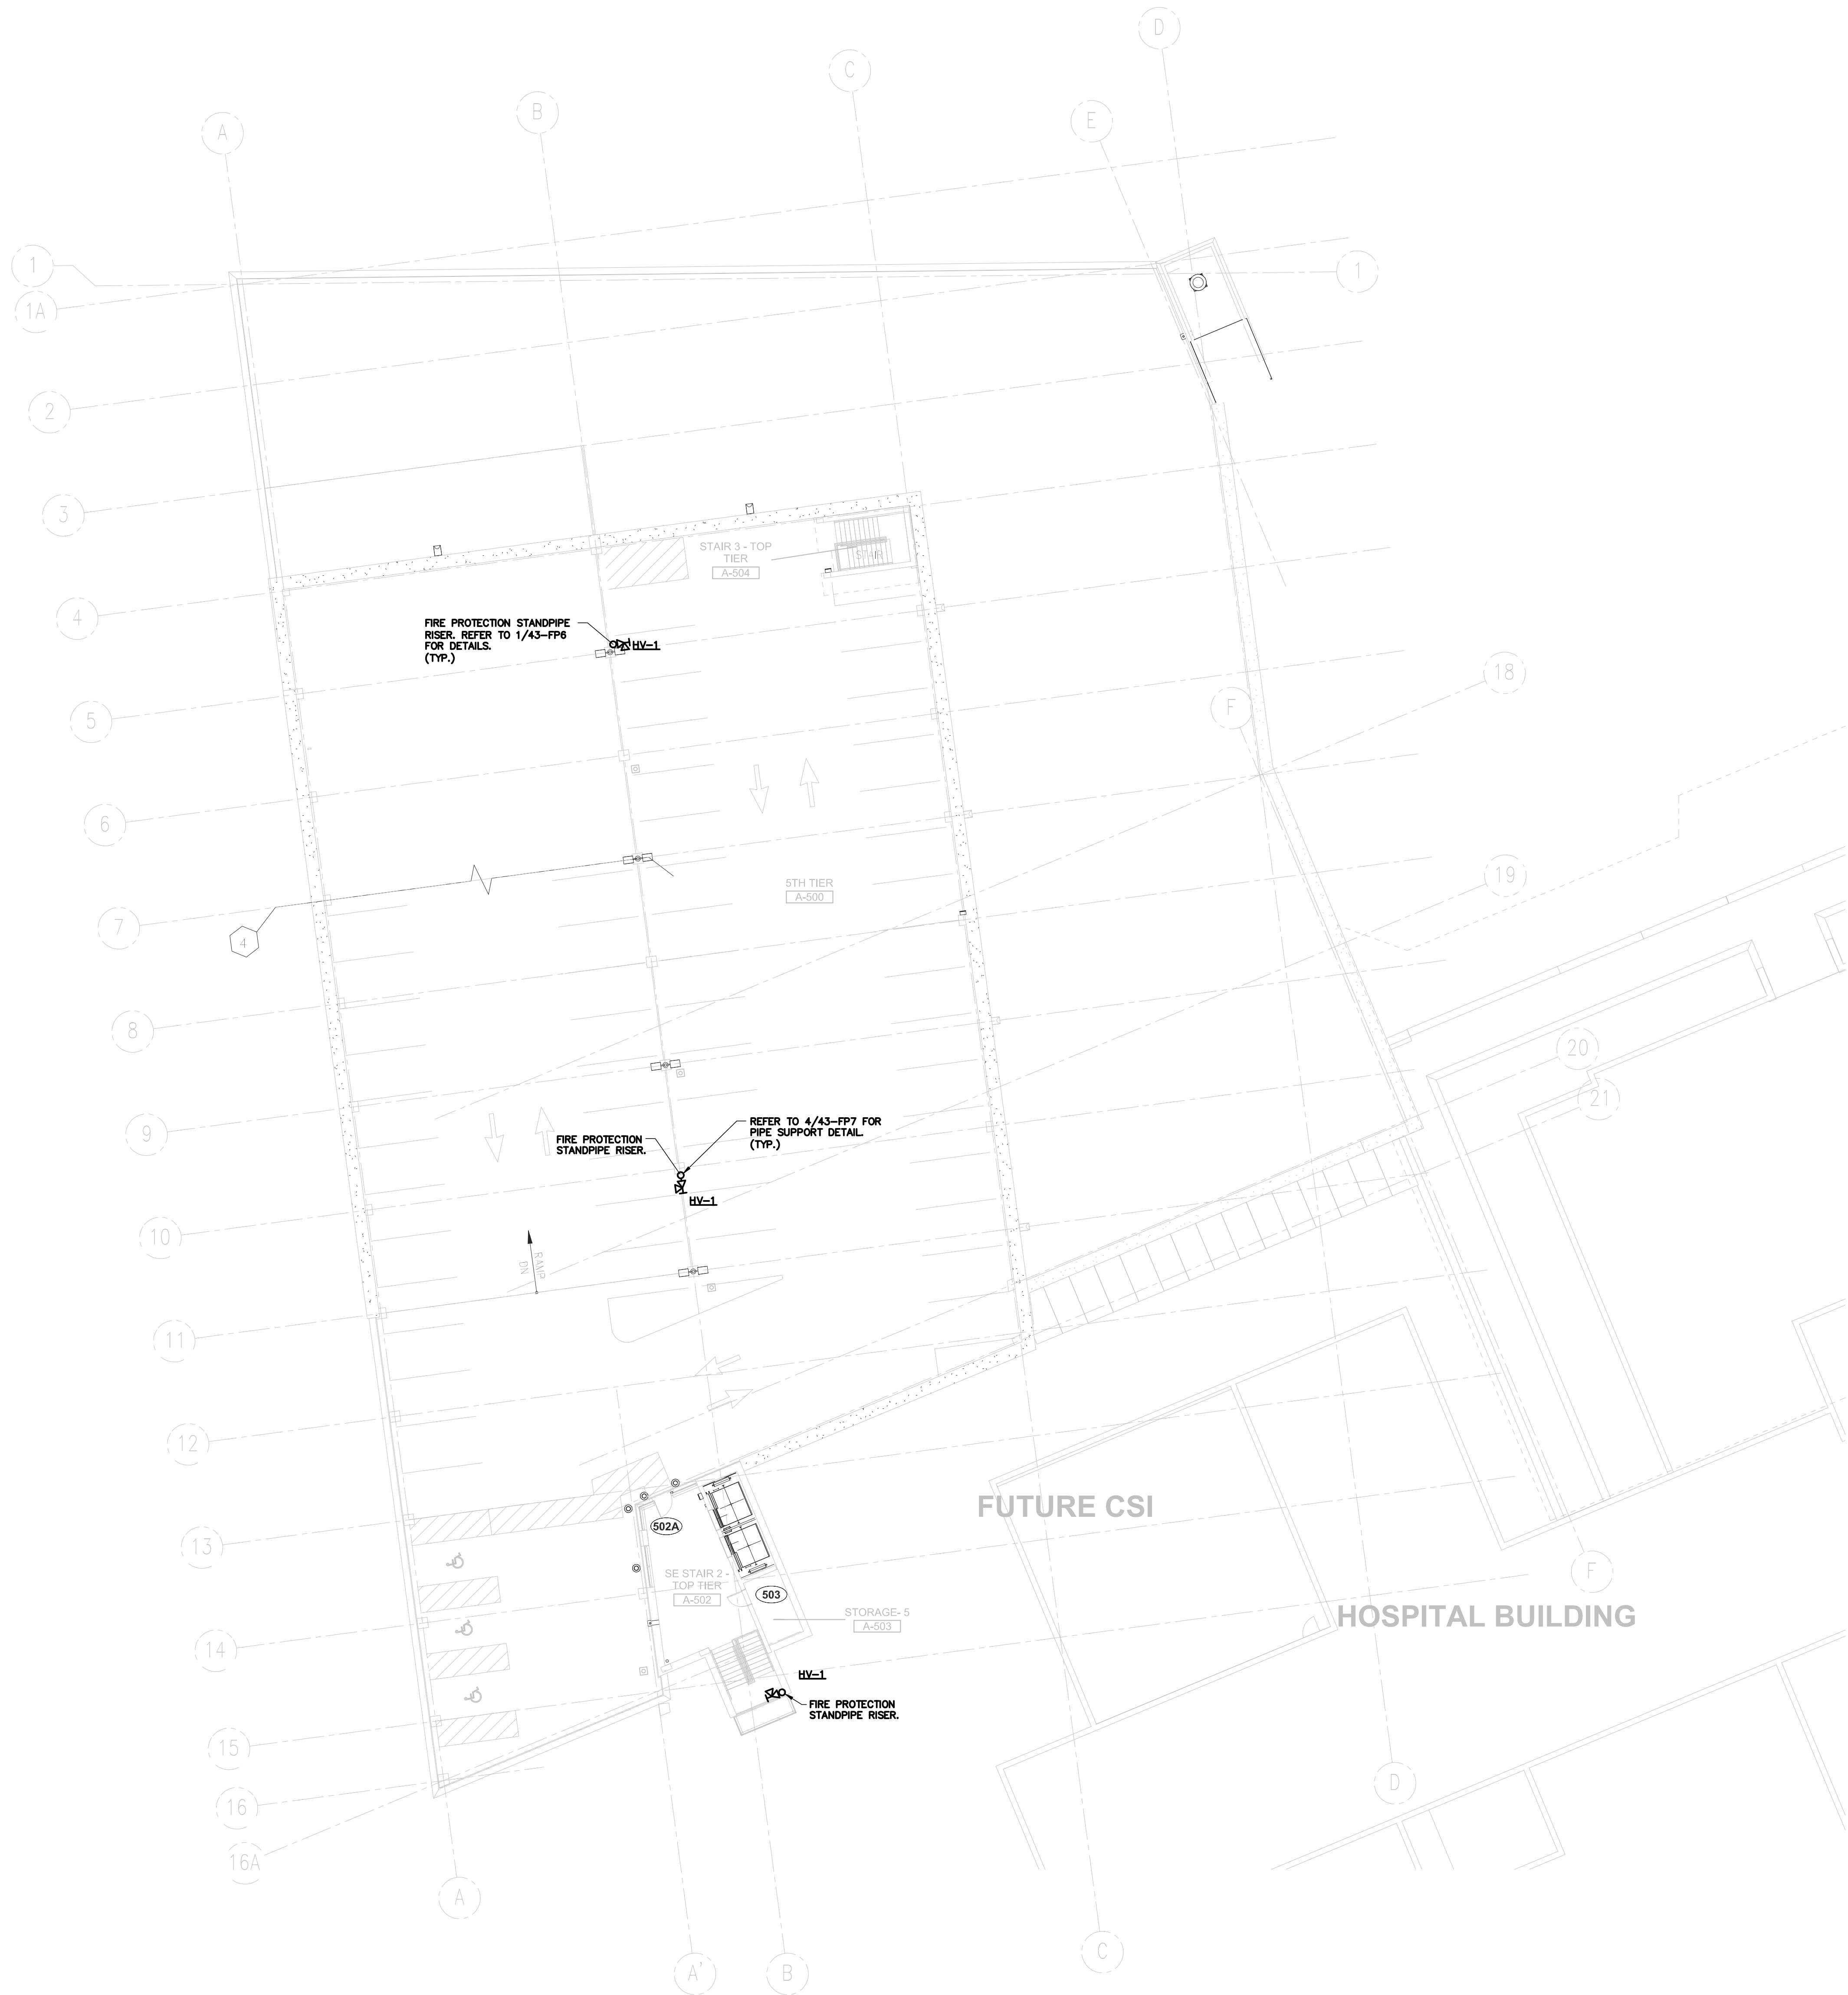 D
C
B
E
A
1
1
1A
2
3
STAIR 3 - TOP
TIER
A-504
STAIR
4
FIRE PROTECTION STANDPIPE
RISER. REFER TO 1/43-FP6
FOR DETAILS.
(TYP.)
HV-1
18
F
5
6
19
5TH TIER
A-500
7
4
8
20
21
9
REFER TO 4/43-FP7 FOR
PIPE SUPPORT DETAIL.
(TYP.)
FIRE PROTECTION
STANDPIPE RISER.
HV-1
10
RAMP
DN
11
12
FUTURE CSI
502A
13
F
SE STAIR 2 -
TOP TIER
A-502
503
STORAGE- 5
A-503
HOSPITAL BUILDING
14
HV-1
FIRE PROTECTION
STANDPIPE RISER.
15
D
16
16A
A
C
A'
B